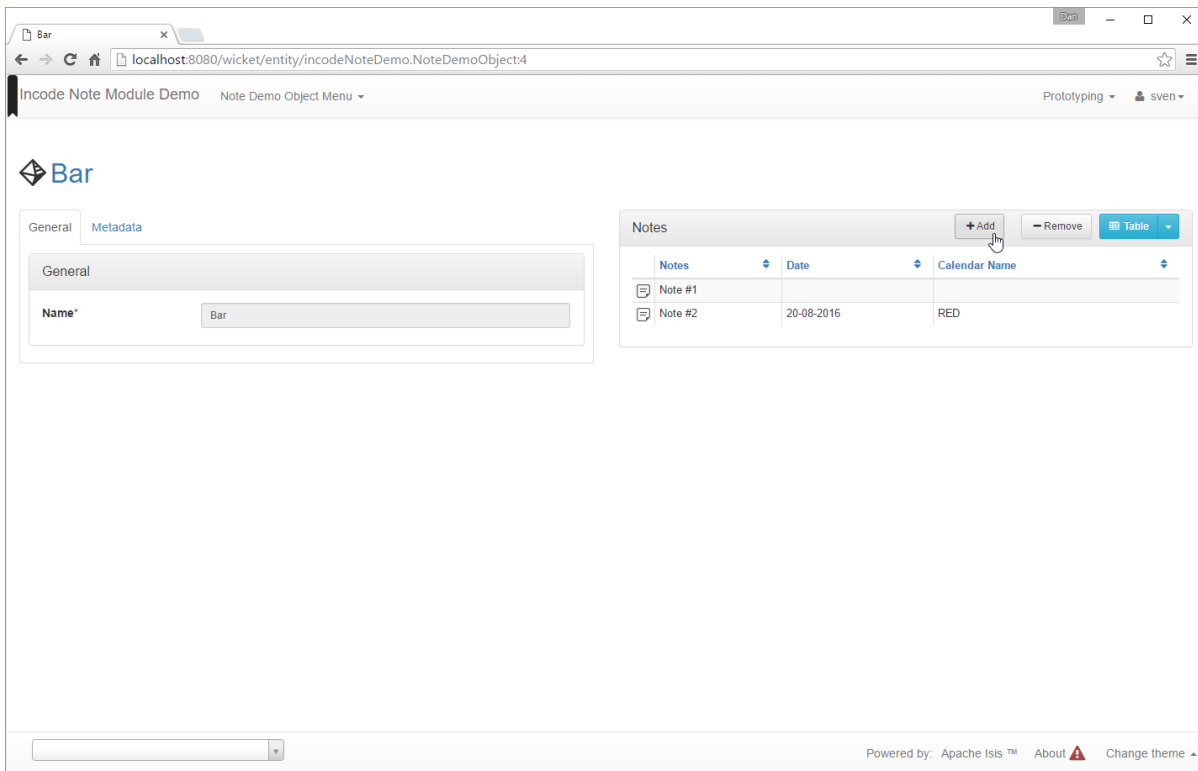 Dan
Bar
localhost:8080/wicket/entity/incodeNoteDemo.NoteDemoObject:4
Incode Note Module Demo Note Demo Object Menu Prototyping sven
Bar
General Metadata
General
Name* Bar
Notes Add Remove Table
Notes Date Calendar Name
Note #1
Note #2 20-08-2016 RED
Powered by: Apache Isis ™ About Change theme